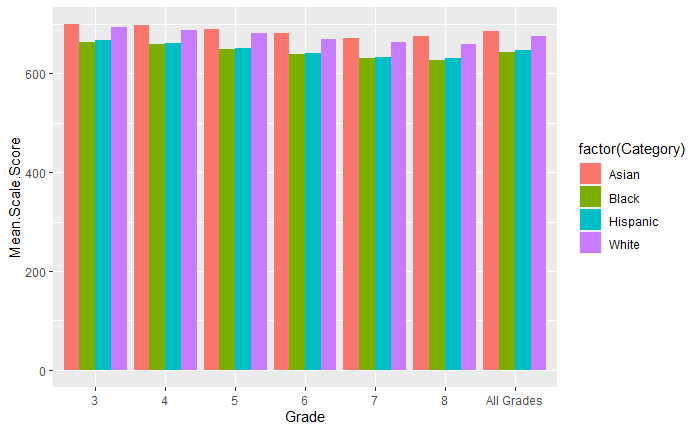 Mean.Scale.Score
600
400
200
0
3 4 5 6 7 8 All Grades
Grade
factor(Category)
Asian
Black
Hispanic
White